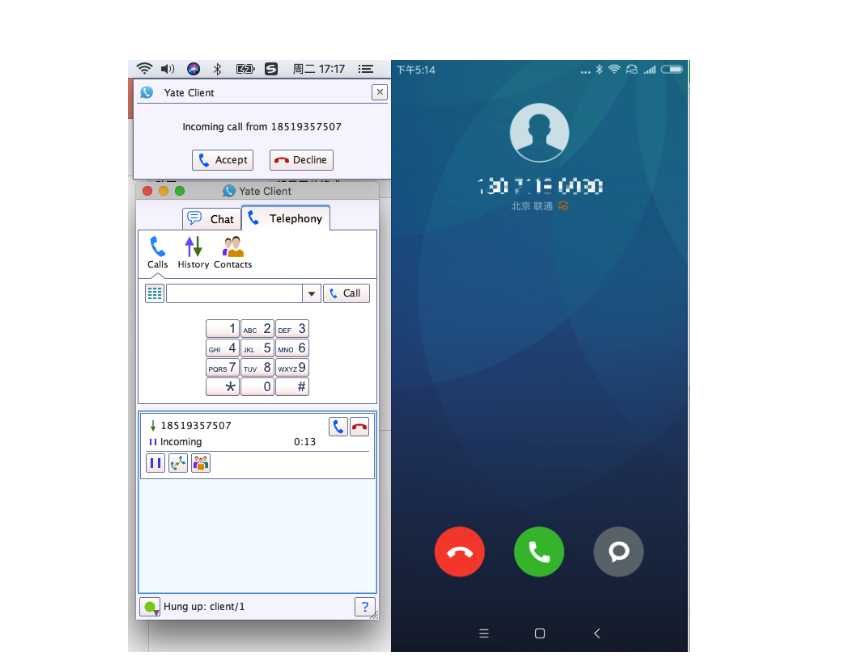 周二 17:17
Yate Client
Incoming call from 18519357507
Accept
Decline
Yate Client
Chat
Telephony
Calls
History
Contacts
Call
1
ABC 2
DEF 3
GHI 4
JKL 5
MNO 6
PQRS 7
TUV 8
WXYZ 9
*
0
#
18519357507
Incoming
0:13
Hung up: client/1
?
下午5:14
北京 联通 HD